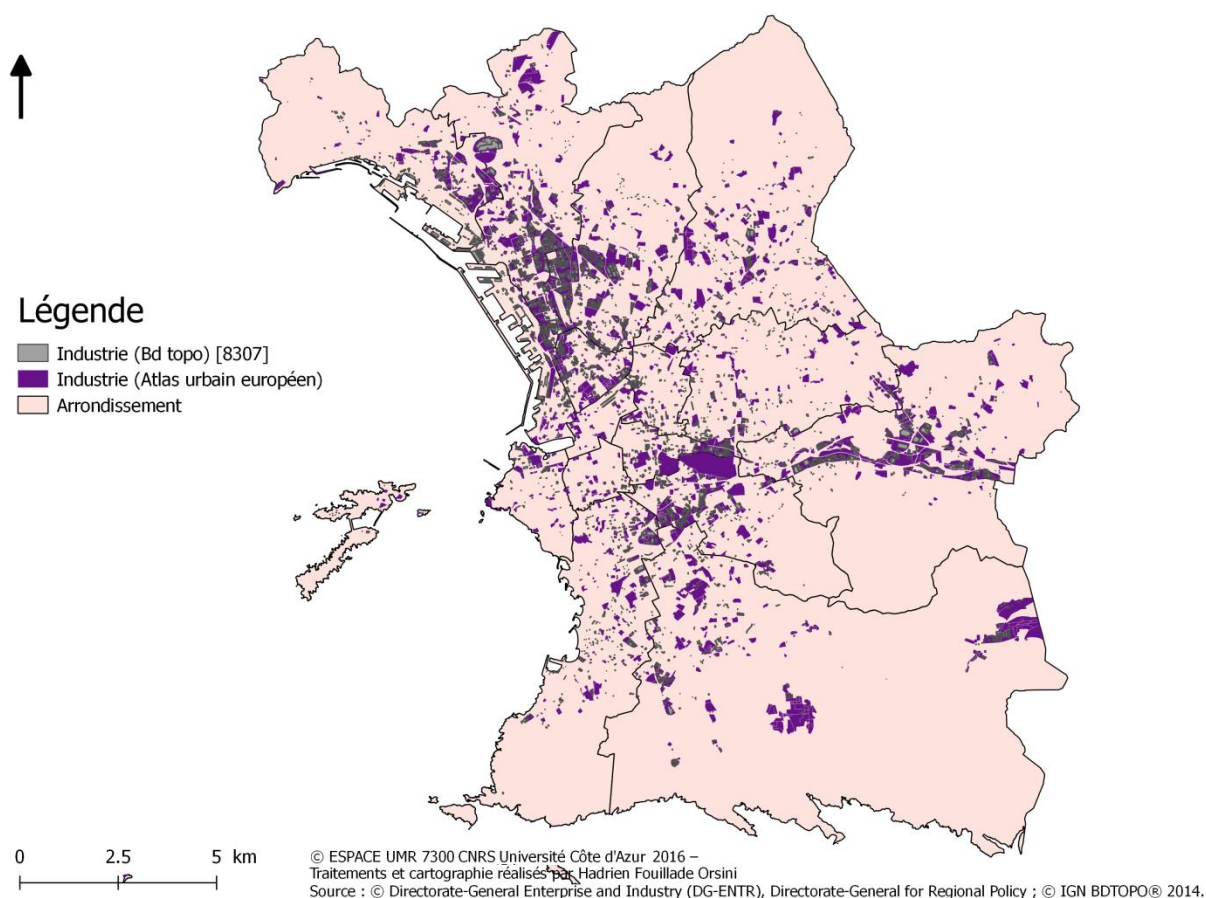 Légende
Industrie (Bd topo) [8307]
Industrie (Atlas urbain européen)
Arrondissement
0 2.5 5 km
© ESPACE UMR 7300 CNRS Université Côte d'Azur 2016 –
Traitements et cartographie réalisés par Hadrien Fouillade Orsini
Source : © Directorate-General Enterprise and Industry (DG-ENTR), Directorate-General for Regional Policy ; © IGN BDTOPO® 2014.